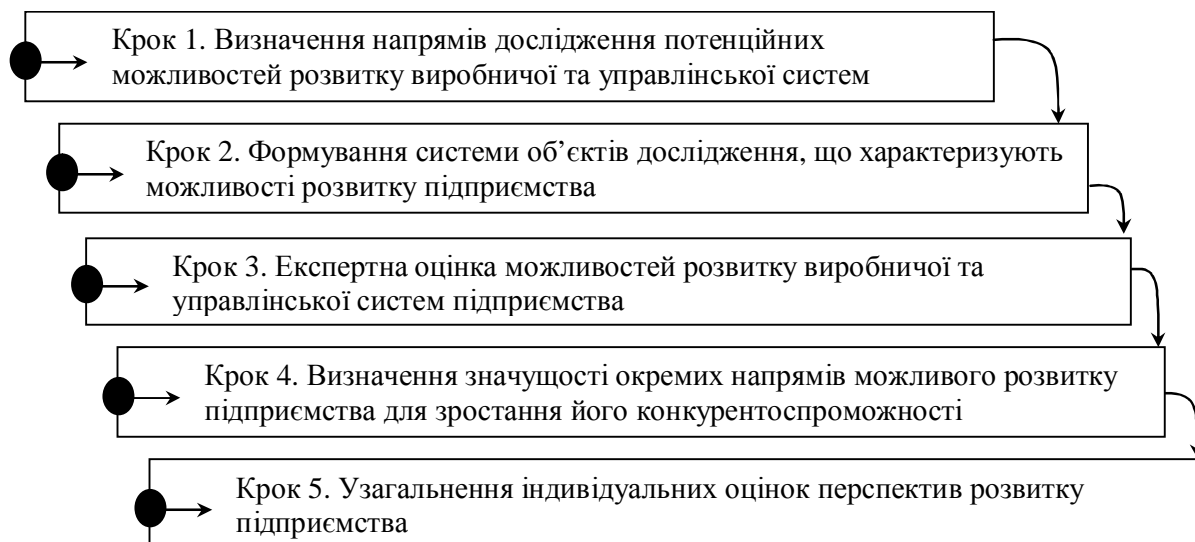 Крок 1. Визначення напрямів дослідження потенційних
можливостей розвитку виробничої та управлінської систем
Крок 2. Формування системи об’єктів дослідження, що характеризують
можливості розвитку підприємства
Крок 3. Експертна оцінка можливостей розвитку виробничої та
управлінської систем підприємства
Крок 4. Визначення значущості окремих напрямів можливого розвитку
підприємства для зростання його конкурентоспроможності
Крок 5. Узагальнення індивідуальних оцінок перспектив розвитку
підприємства